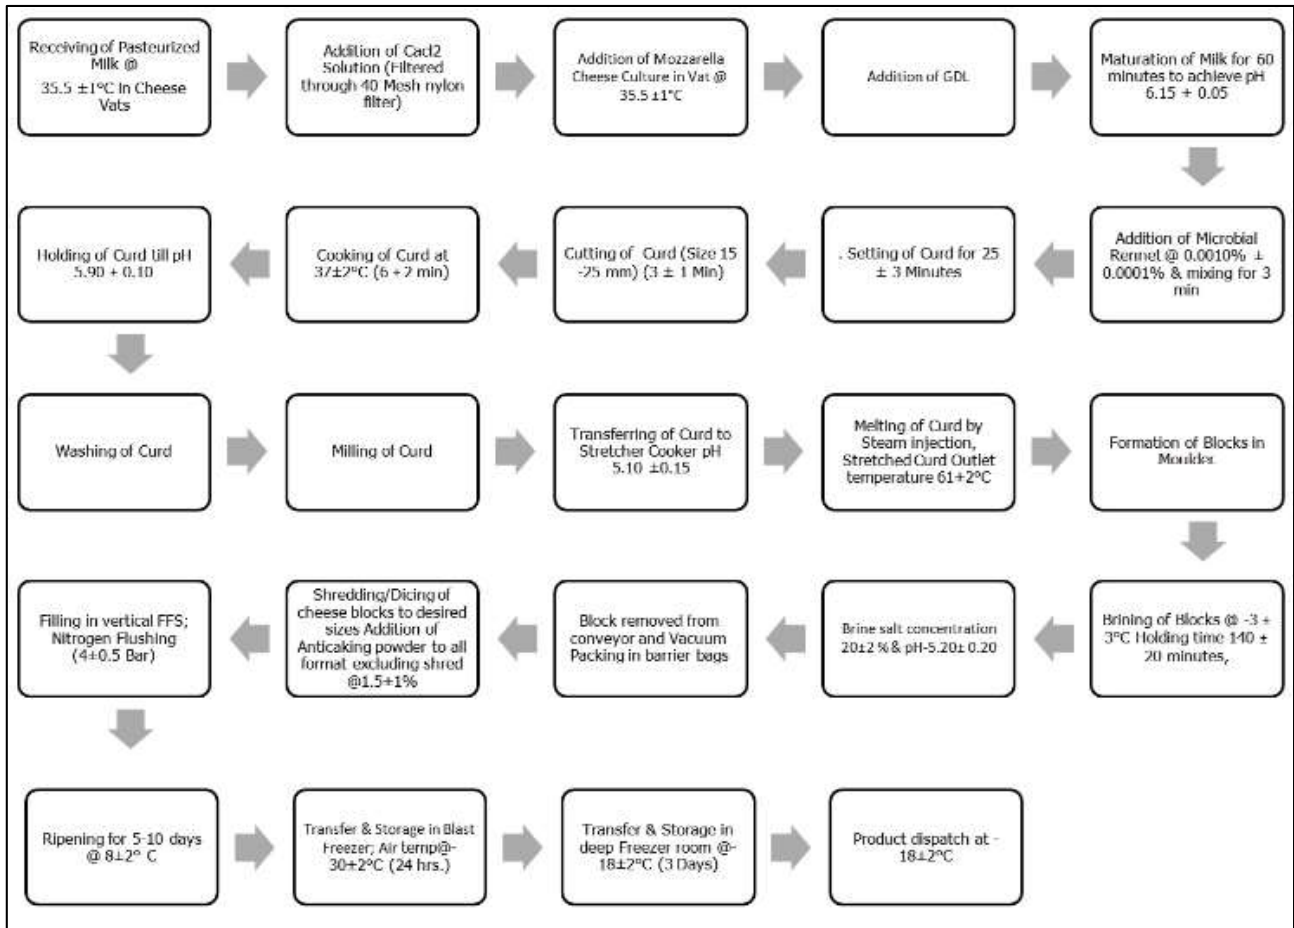 Receiving of Pasteurized
Milk @
35.5 ±1°C in Cheese
Vats
Addition of Cacl2
Solution (Filtered
through 40 Mesh nylon
filter)
Addition of Mozzarella
Cheese Culture in Vat @
35.5 ±1°C
Addition of GDL
Maturation of Milk for 60
minutes to achieve pH
6.15 + 0.05
Addition of Microbial
Rennet @ 0.0010% ±
0.0001% & mixing for 3
min
. Setting of Curd for 25
± 3 Minutes
Cutting of Curd (Size 15
-25 mm) (3 ± 1 Min)
Cooking of Curd at
37±2°C (6 + 2 min)
Holding of Curd till pH
5.90 + 0.10
Washing of Curd
Milling of Curd
Transferring of Curd to
Stretcher Cooker pH
5.10 ±0.15
Melting of Curd by
Steam injection,
Stretched Curd Outlet
temperature 61+2°C
Formation of Blocks in
Moulder
Brining of Blocks @ -3 ±
3°C Holding time 140 ±
20 minutes,
Brine salt concentration
20±2 % & pH-5.20± 0.20
Block removed from
conveyor and Vacuum
Packing in barrier bags
Shredding/Dicing of
cheese blocks to desired
sizes Addition of
Anticaking powder to all
format excluding shred
@1.5+1%
Filling in vertical FFS;
Nitrogen Flushing
(4±0.5 Bar)
Ripening for 5-10 days
@ 8±2° C
Transfer & Storage in Blast
Freezer; Air temp@-
30+2°C (24 hrs.)
Transfer & Storage in
deep Freezer room @-
18±2°C (3 Days)
Product dispatch at -
18±2°C